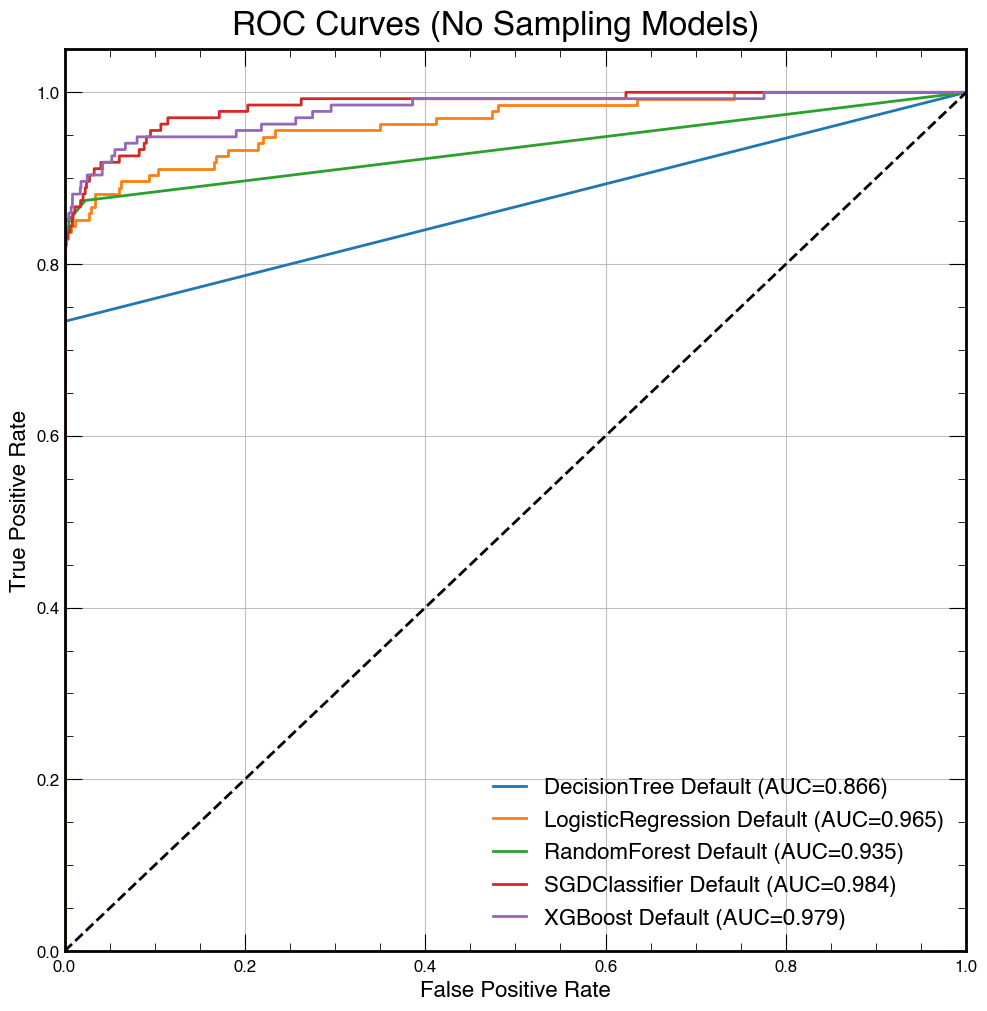 ROC Curves (No Sampling Models)
1.0
0.8
0.6
0.4
0.2
0.0
True Positive Rate
DecisionTree Default (AUC=0.866)
LogisticRegression Default (AUC=0.965)
RandomForest Default (AUC=0.935)
SGDClassifier Default (AUC=0.984)
XGBoost Default (AUC=0.979)
0.0 0.2 0.4 0.6 0.8 1.0
False Positive Rate